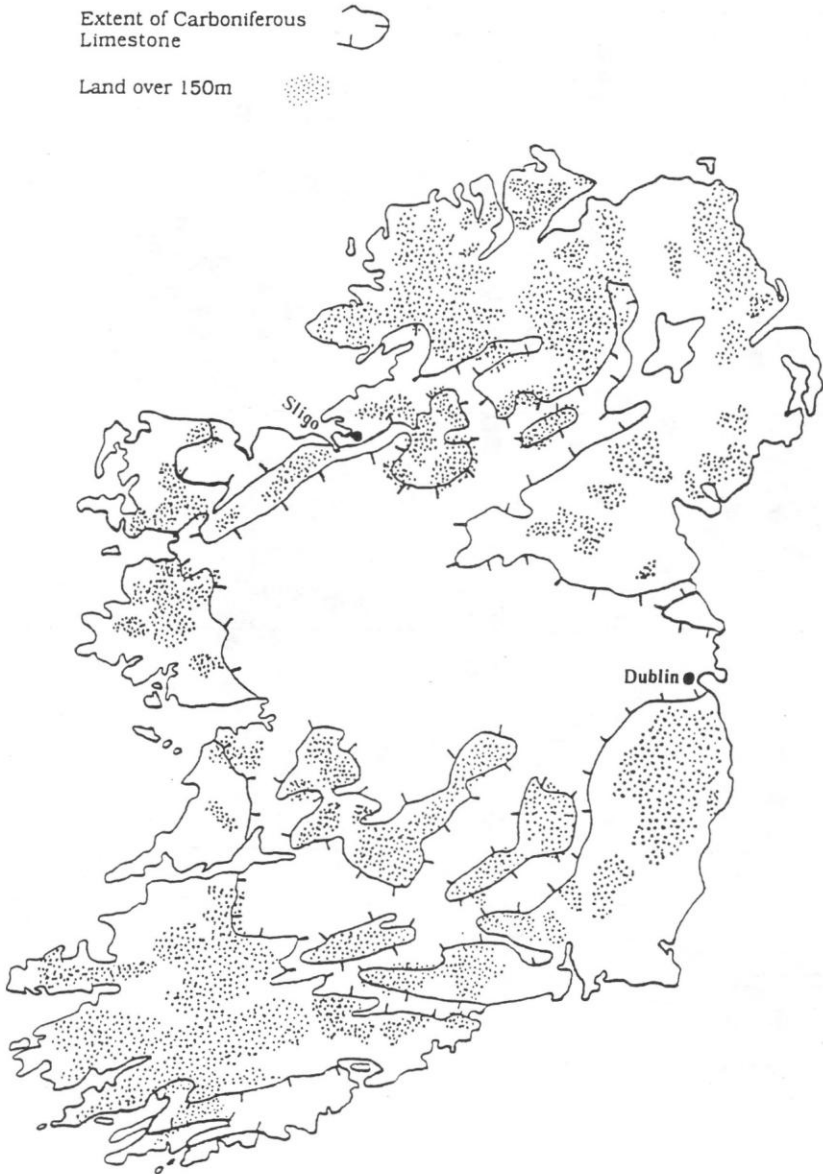 Extent of Carboniferous
Limestone
Land over 150m
Sligo
Dublin